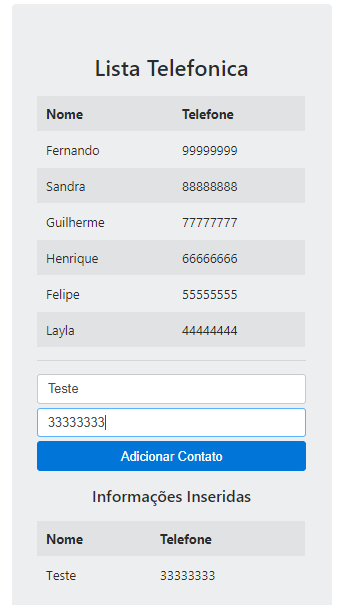 Lista Telefonica
Nome Telefone
Fernando 99999999
Sandra 88888888
Guilherme 77777777
Henrique 66666666
Felipe 55555555
Layla 44444444
Teste
33333333
Adicionar Contato
Informações Inseridas
Nome Telefone
Teste 33333333